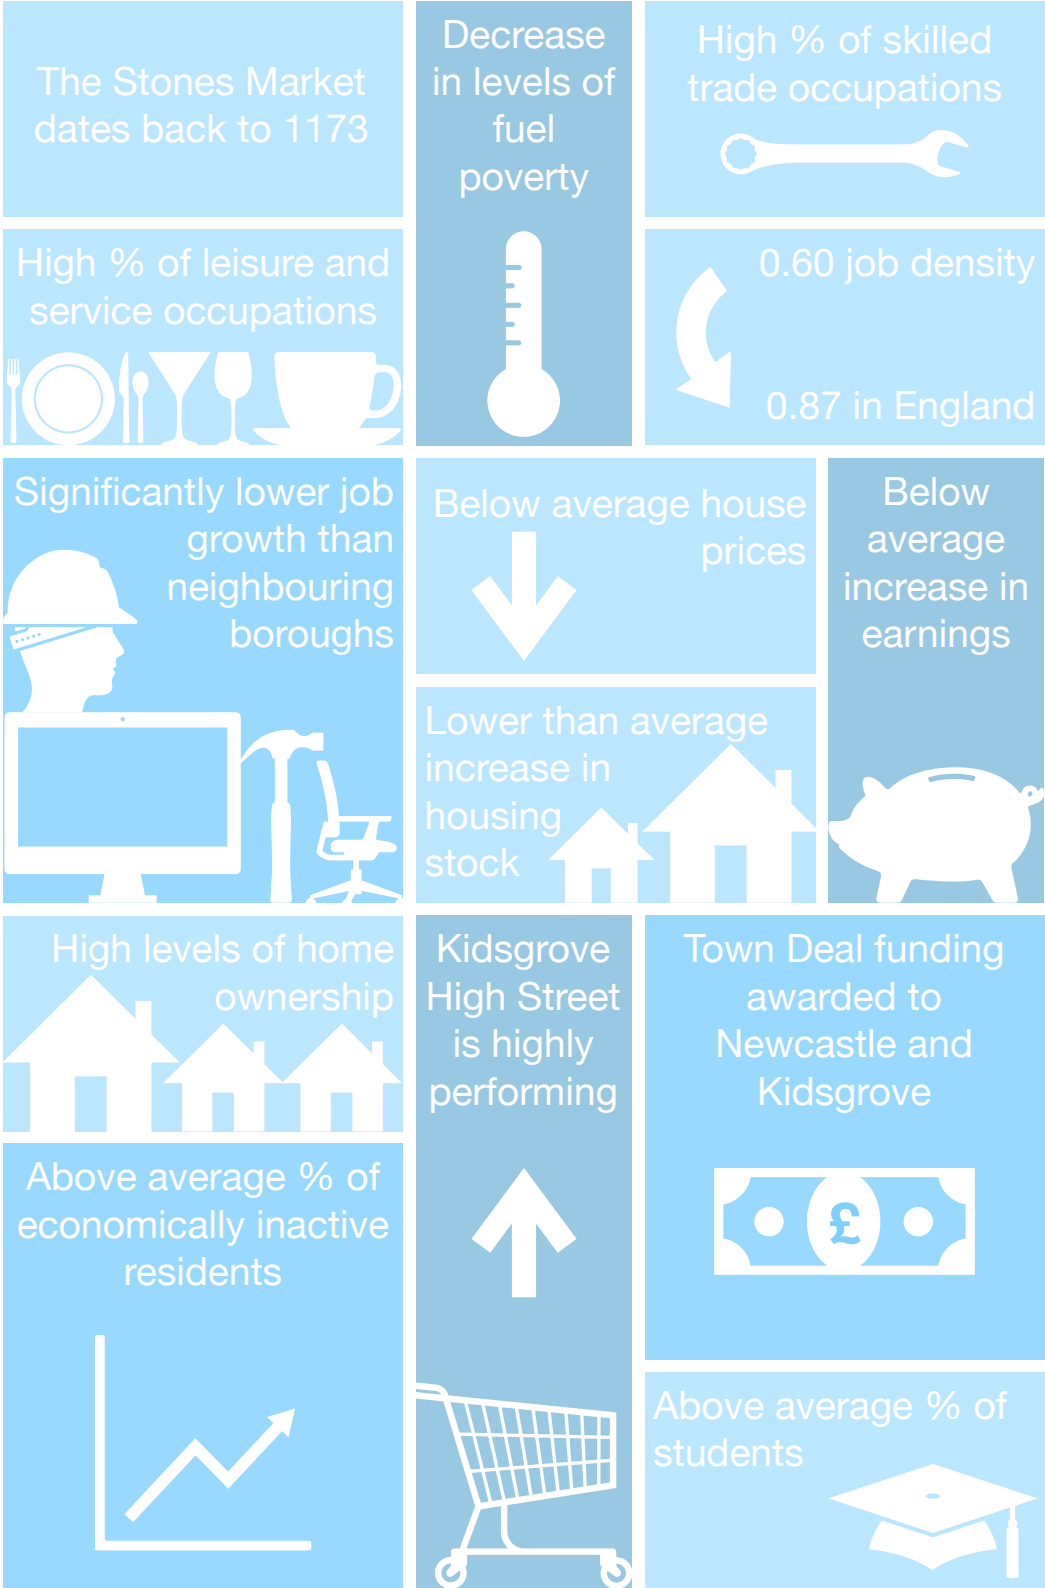 The Stones Market
dates back to 1173
Decrease
in levels of
fuel
poverty
High % of skilled
trade occupations
High % of leisure and
service occupations
0.60 job density
0.87 in England
Significantly lower job
growth than
neighbouring
boroughs
Below average house
prices
Below
average
increase in
earnings
Lower than average
increase in
housing
stock
High levels of home
ownership
Kidsgrove
High Street
is highly
performing
Town Deal funding
awarded to
Newcastle and
Kidsgrove
£
Above average % of
economically inactive
residents
Above average % of
students